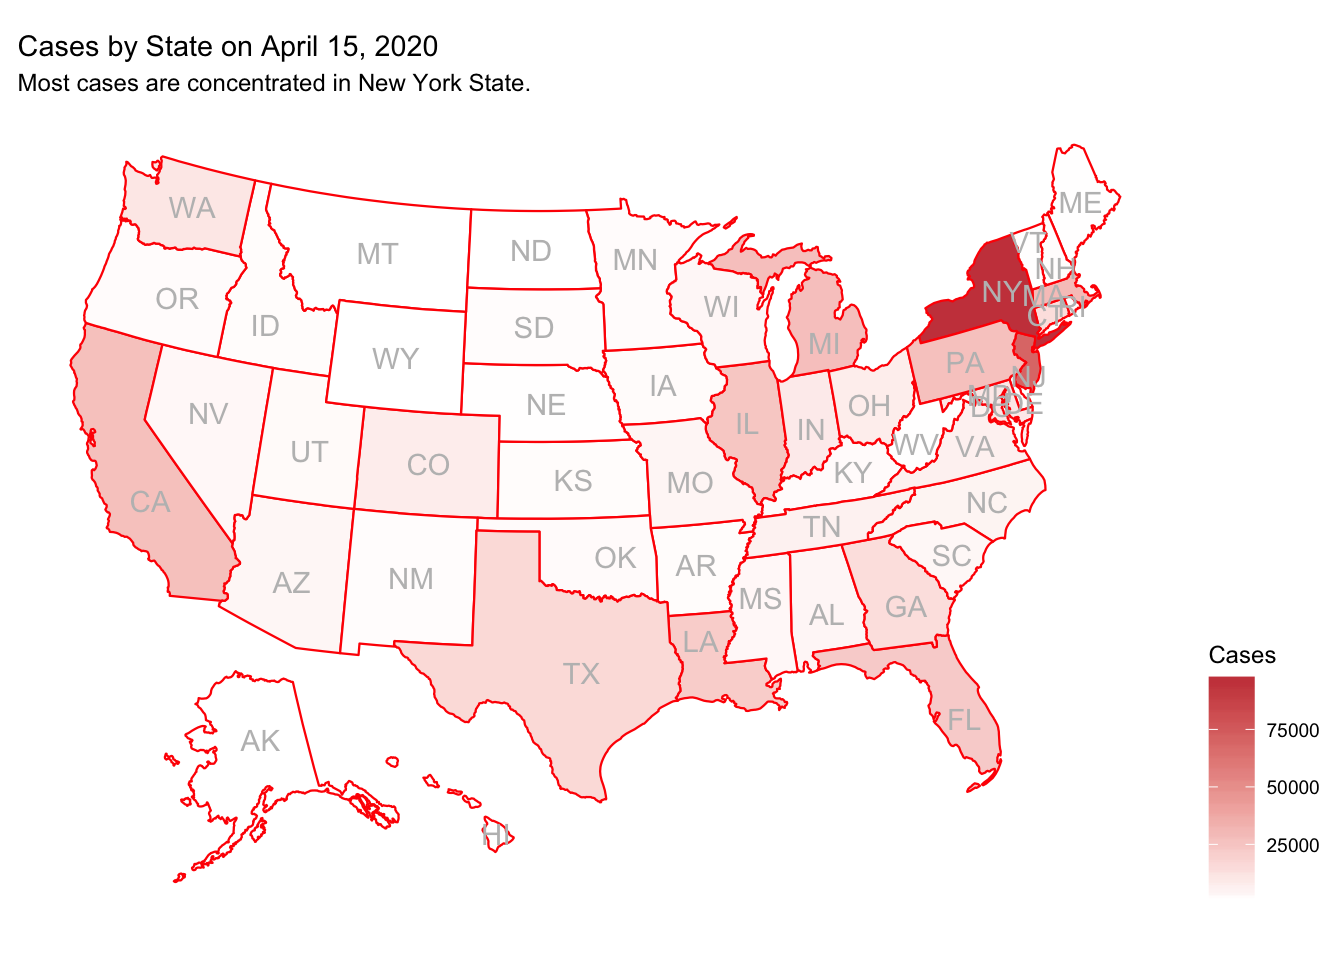 Cases by State on April 15, 2020
Most cases are concentrated in New York State.
ME
WA
VT
MT
ND
MN
NH
OR
NY
MA
RI
WI
CT
ID
SD
MI
WY
PA
NJ
IA
MD
NE
OH
DE
DC
NV
IL
IN
WV
VA
UT
CO
KY
KS
MO
CA
NC
TN
SC
OK
AR
AZ
NM
MS
GA
AL
LA
Cases
TX
FL
75000
AK
50000
HI
25000